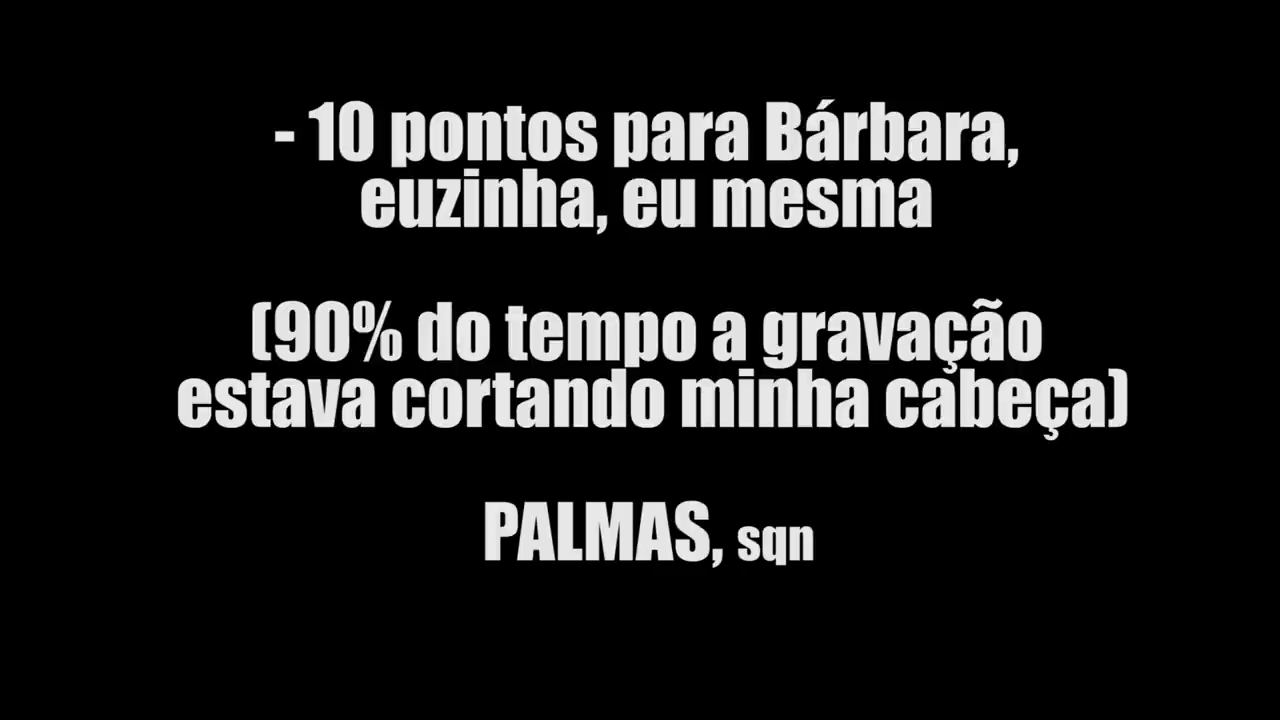 - 10 pontos para Bárbara,
euzinha, eu mesma
(90% do tempo a gravação
estava cortando minha cabeça)
PALMAS, sqn